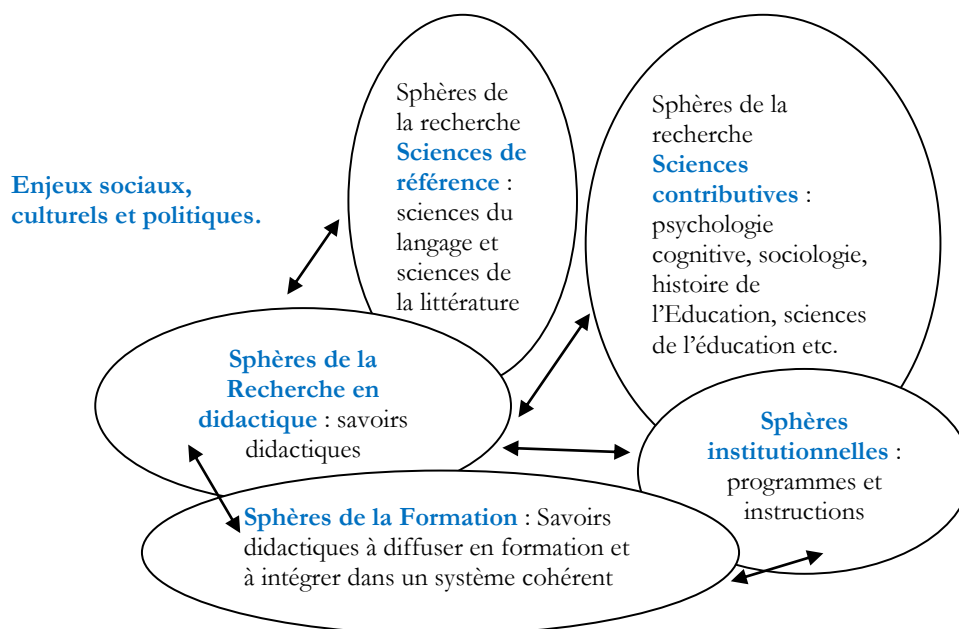 Enjeux sociaux,
culturels et politiques.
Sphères de
la recherche
Sciences de
référence :
sciences du
langage et
sciences de
la littérature
Sphères de la
recherche
Sciences
contributives :
psychologie
cognitive, sociologie,
histoire de
l’Education, sciences
de l’éducation etc.
Sphères de la
Recherche en
didactique : savoirs
didactiques
Sphères
institutionnelles :
programmes et
instructions
Sphères de la Formation : Savoirs
didactiques à diffuser en formation et
à intégrer dans un système cohérent